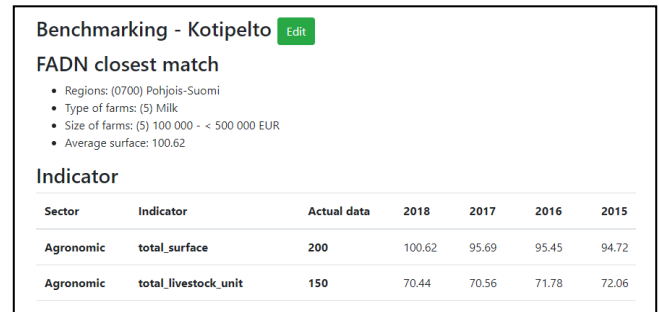 Benchmarking - Kotipelto Edit
FADN closest match
• Regions: (0700) Pohjois-Suomi
• Type of farms: (5) Milk
• Size of farms: (5) 100 000 - < 500 000 EUR
• Average surface: 100.62
Indicator
Sector Indicator Actual data 2018 2017 2016 2015
Agronomic total_surface 200 100.62 95.69 95.45 94.72
Agronomic total_livestock_unit 150 70.44 70.56 71.78 72.06